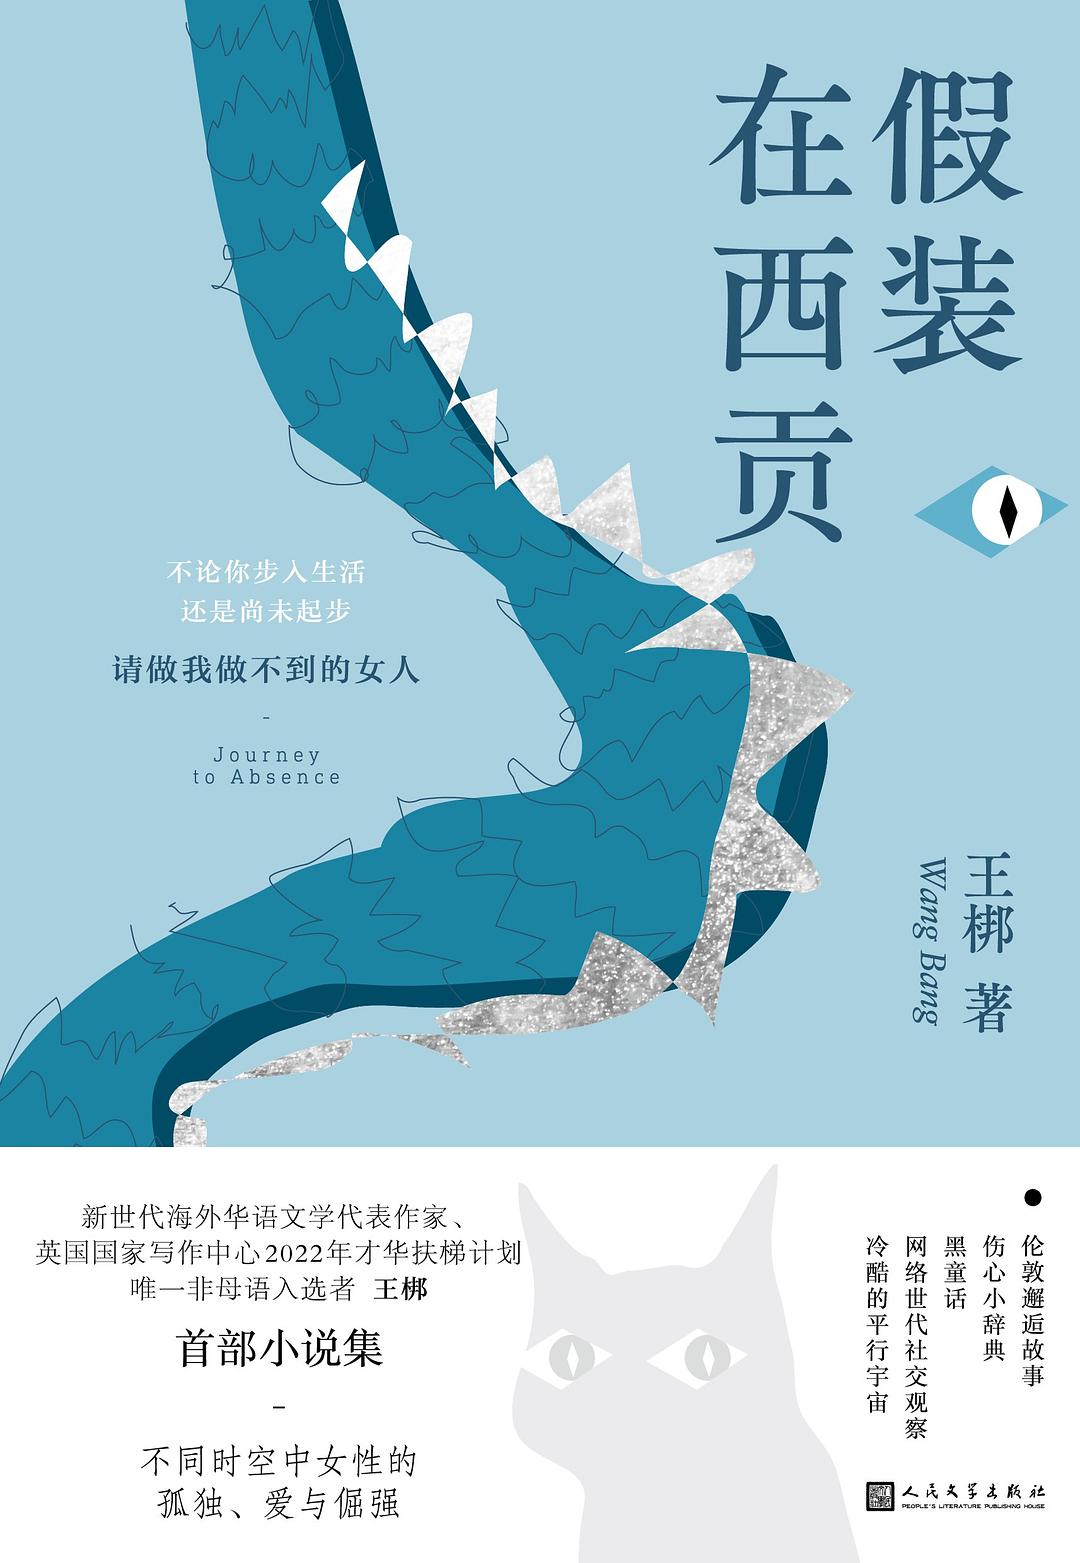 假装
在西贡
不论你步入生活
还是尚未起步
请做我做不到的女人
-
Journey
to Absence
王梆 著
Wang Bang
新世代海外华语文学代表作家、
英国国家写作中心2022年才华扶梯计划
唯一非母语入选者 王梆
首部小说集
-
不同时空中女性的
孤独、爱与倔强
伦敦邂逅故事
伤心小辞典
黑童话
网络世代社交观察
冷酷的平行宇宙
人民文学出版社
PEOPLE'S LITERATURE PUBLISHING HOUSE